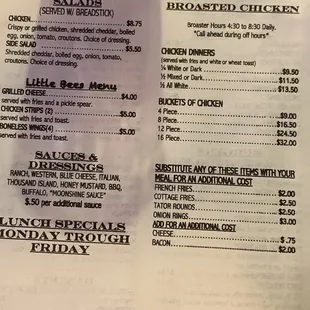 SALADS
(SERVED W/ BREADSTICK)
CHICKEN...$8.75
Crispy or grilled chicken, shredded cheddar, boiled
egg, onion, tomato, croutons. Choice of dressing.
SIDE SALAD...$5.50
Shredded cheddar, boiled egg, onion, tomato,
croutons. Choice of dressing.
Little Bees Menu
GRILLED CHEESE...$4.00
served with fries and a pickle spear.
CHICKEN STRIPS (2)...$5.00
served with fries and toast.
BONELESS WINGS(4)...$5.00
served with fries and toast.
SAUCES &
DRESSINGS
RANCH, WESTERN, BLUE CHEESE, ITALIAN,
THOUSAND ISLAND, HONEY MUSTARD, BBQ,
BUFFALO, "MOONSHINE SAUCE"
$.50 per additional sauce
LUNCH SPECIALS
MONDAY TROUGH
FRIDAY
BROASTED CHICKEN
Broaster Hours 4:30 to 8:30 Daily.
*Call ahead during off hours*
CHICKEN DINNERS
(served with fries and white or wheat toast)
¼ White or Dark...$9.50
½ Mixed or Dark...$11.50
½ All White...$13.50
BUCKETS OF CHICKEN
4 Piece...$9.00
8 Piece...$16.50
12 Piece...$24.50
16 Piece...$32.00
SUBSTITUTE ANY OF THESE ITEMS WITH YOUR
MEAL FOR AN ADDITIONAL COST
FRENCH FRIES...$2.00
COTTAGE FRIES...$2.50
TATOR ROUNDS...$2.50
ONION RINGS...$3.00
ADD FOR AN ADDITIONAL COST
CHEESE...$ .75
BACON...$2.00